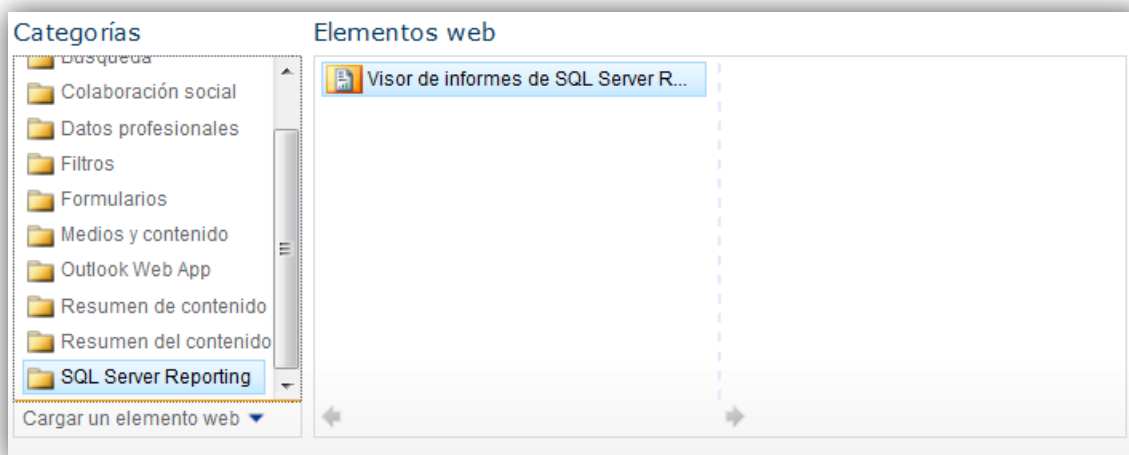 Categorías
Elementos web
Búsqueda
Colaboración social
Datos profesionales
Filtros
Formularios
Medios y contenido
Outlook Web App
Resumen de contenido
Resumen del contenido
SQL Server Reporting
Cargar un elemento web
Visor de informes de SQL Server R...